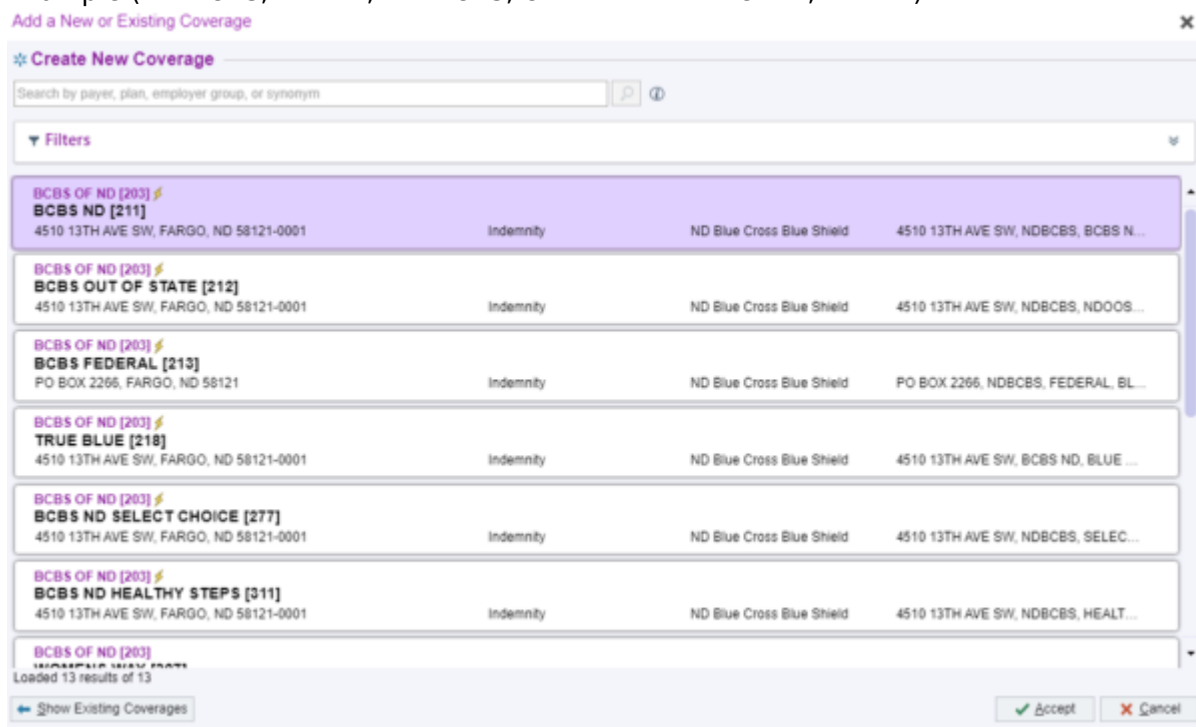 Add a New or Existing Coverage
Create New Coverage
Search by payer, plan, employer group, or synonym
Filters
BCBS OF ND [203]
BCBS ND [211]
4510 13TH AVE SW, FARGO, ND 58121-0001 Indemnity ND Blue Cross Blue Shield 4510 13TH AVE SW, NDBCBS, BCBS N...
BCBS OF ND [203]
BCBS OUT OF STATE [212]
4510 13TH AVE SW, FARGO, ND 58121-0001 Indemnity ND Blue Cross Blue Shield 4510 13TH AVE SW, NDBCBS, NDOOS...
BCBS OF ND [203]
BCBS FEDERAL [213]
PO BOX 2266, FARGO, ND 58121 Indemnity ND Blue Cross Blue Shield PO BOX 2266, NDBCBS, FEDERAL, BL...
BCBS OF ND [203]
TRUE BLUE [218]
4510 13TH AVE SW, FARGO, ND 58121-0001 Indemnity ND Blue Cross Blue Shield 4510 13TH AVE SW, BCBS ND, BLUE ...
BCBS OF ND [203]
BCBS ND SELECT CHOICE [277]
4510 13TH AVE SW, FARGO, ND 58121-0001 Indemnity ND Blue Cross Blue Shield 4510 13TH AVE SW, NDBCBS, SELEC...
BCBS OF ND [203]
BCBS ND HEALTHY STEPS [311]
4510 13TH AVE SW, FARGO, ND 58121-0001 Indemnity ND Blue Cross Blue Shield 4510 13TH AVE SW, NDBCBS, HEALT...
BCBS OF ND [203]
WOMENS WAY
Loaded 13 results of 13
Show Existing Coverages Accept Cancel